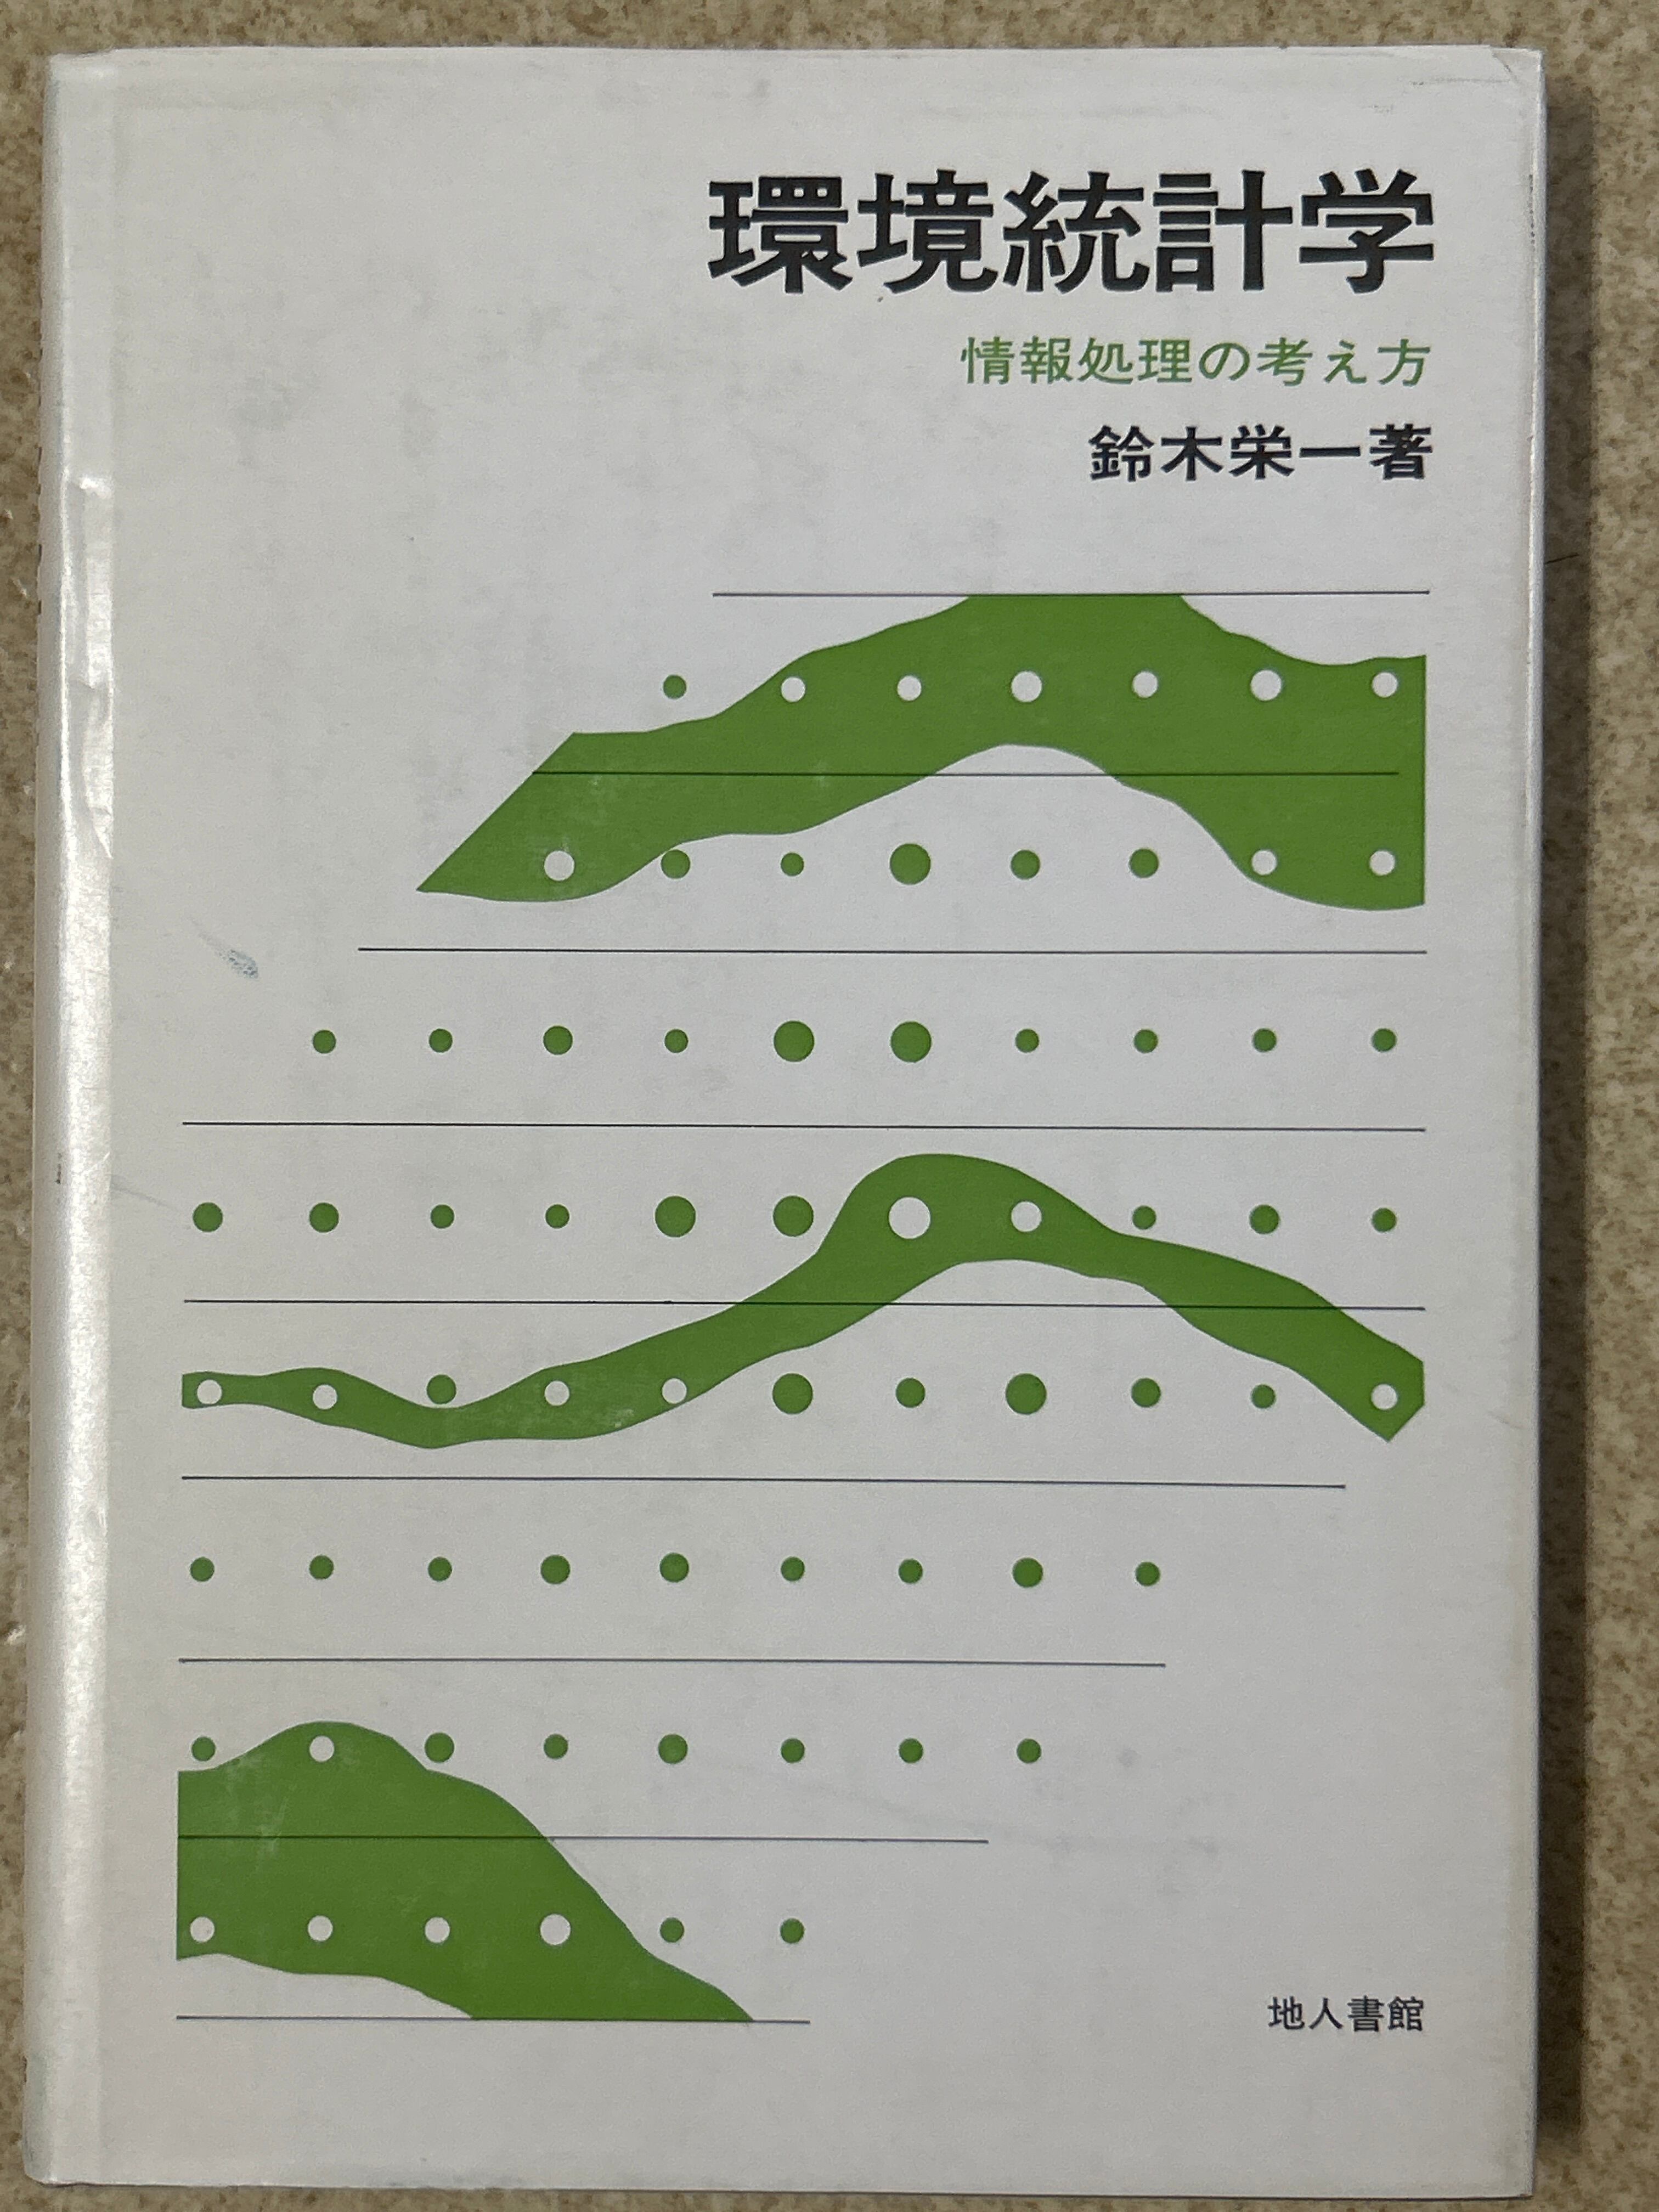 環境統計学
情報処理の考え方
鈴木栄一著
地人書館